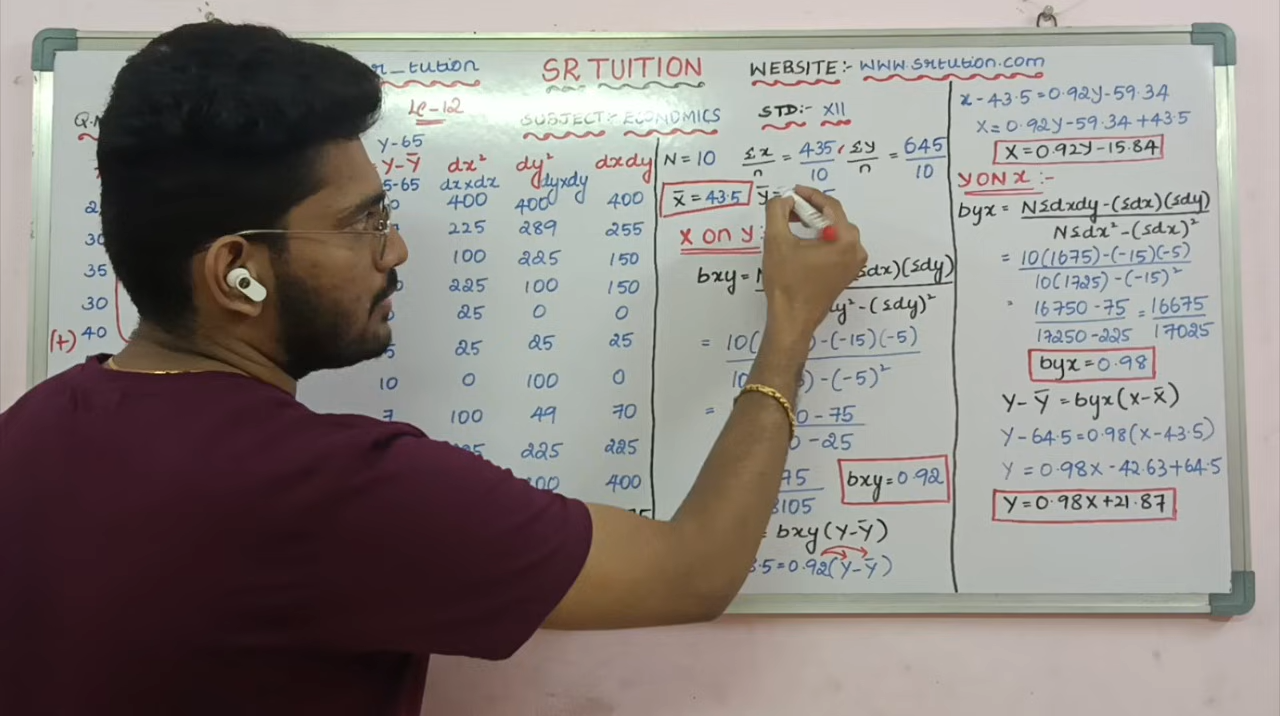 r_tution SR TUITION WEBSITE:- www.srtution.com
LC-12 SUBJECT:- ECONOMICS STD:- XII
Q.N
Y-65
Y-Ȳ dx² dy² dxdy
5-65 dx×dx dy×dy
400 400 400
30 225 289 255
35 100 225 150
30 225 100 150
(+) 40 25 0 0
25 25 25
10 0 100 0
7 100 49 70
225 225
400
N = 10 Σx/n = 435/10 Σy/n = 645/10
x̄ = 43.5 ȳ
X on Y:
bxy = Σdx)(Σdy)
dy² - (Σdy)²
= 10( ) - (-15)(-5)
10 ) - (-5)²
= 0 - 75
0 - 25
75
8105
bxy = 0.92
= bxy(Y-Ȳ)
3.5 = 0.92(Y-Ȳ)
x - 43.5 = 0.92y - 59.34
X = 0.92Y - 59.34 + 43.5
X = 0.92Y - 15.84
Y ON X :-
byx = NΣdxdy - (Σdx)(Σdy)
NΣdx² - (Σdx)²
= 10(1675) - (-15)(-5)
10(1725) - (-15)²
= 16750 - 75 = 16675
17250 - 225 17025
byx = 0.98
Y - Ȳ = byx(X - X̄)
Y - 64.5 = 0.98(X - 43.5)
Y = 0.98X - 42.63 + 64.5
Y = 0.98X + 21.87